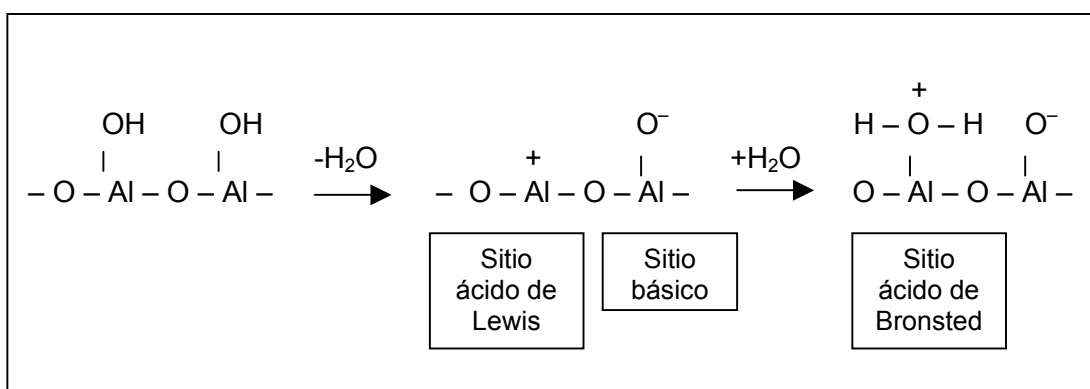 +
OH OH O– H – O – H O–
-H₂O + +H₂O
– O – Al – O – Al – – O – Al – O – Al – O – Al – O – Al –
Sitio ácido de Lewis
Sitio básico
Sitio ácido de Bronsted